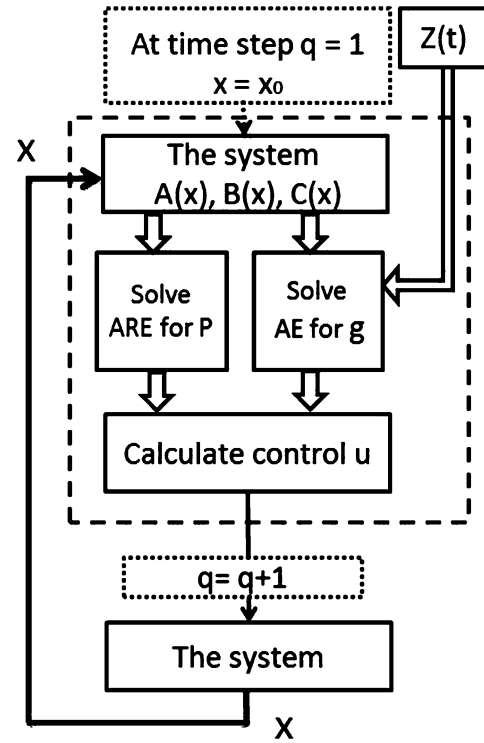 At time step q = 1
x = x₀
Z(t)
X
The system
A(x), B(x), C(x)
Solve
ARE for P
Solve
AE for g
Calculate control u
q= q+1
The system
X